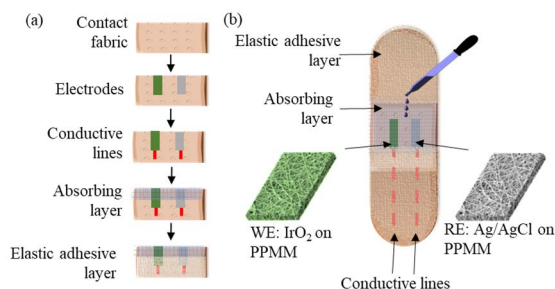 (a)
Contact
fabric
Electrodes
Conductive
lines
Absorbing
layer
Elastic adhesive
layer
(b)
Elastic adhesive
layer
Absorbing
layer
WE: IrO₂ on
PPMM
RE: Ag/AgCl on
PPMM
Conductive lines